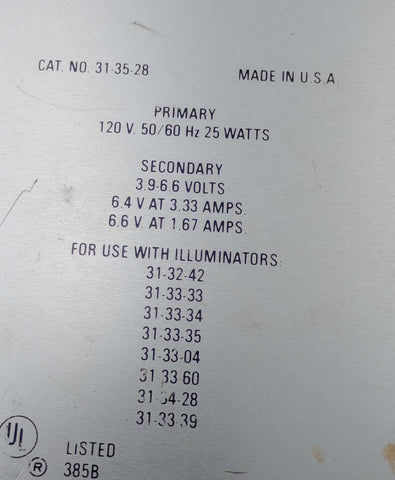 CAT. NO. 31-35-28 MADE IN U.S.A.
PRIMARY
120 V. 50/60 Hz 25 WATTS
SECONDARY
3.9-6.6 VOLTS
6.4 V AT 3.33 AMPS.
6.6 V. AT 1.67 AMPS.
FOR USE WITH ILLUMINATORS:
31-32-42
31-33-33
31-33-34
31-33-35
31-33-04
31-33-60
31-34-28
31-33-39
UL
® LISTED
385B